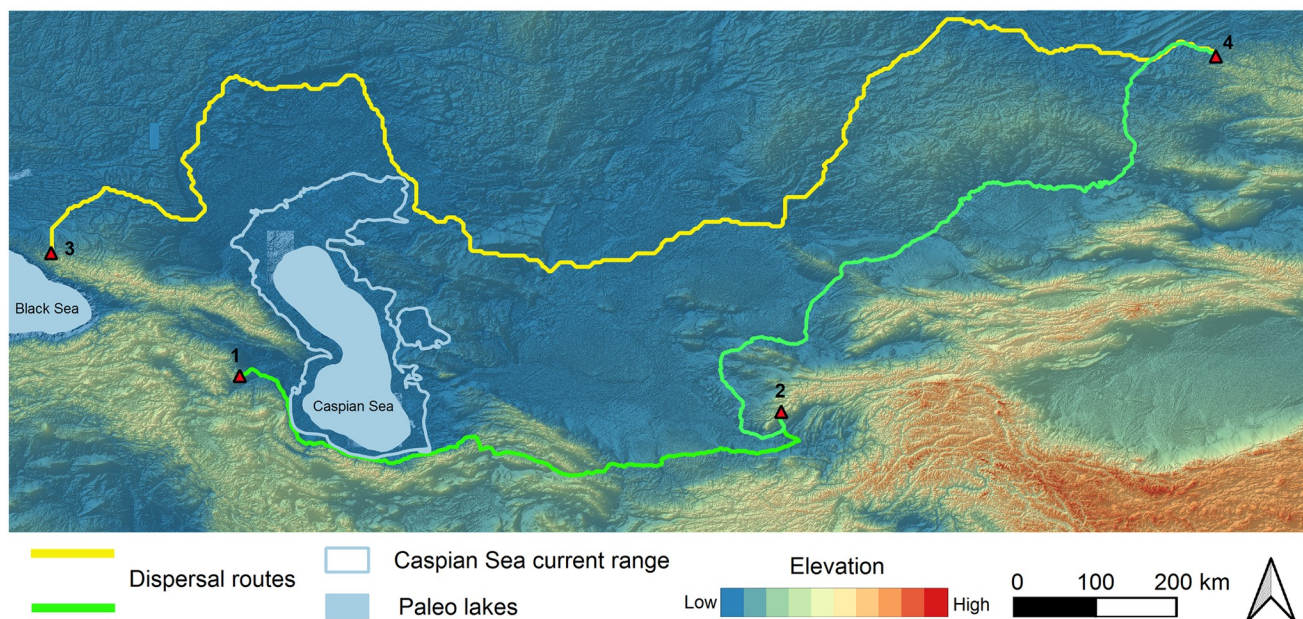 4
3
Black Sea
1
Caspian Sea
2
Dispersal routes
Caspian Sea current range
Paleo lakes
Elevation
Low
High
0 100 200 km